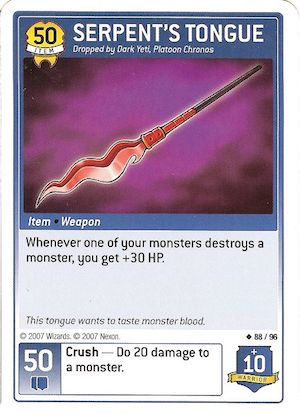 50
ITEM
SERPENT'S TONGUE
Dropped by Dark Yeti, Platoon Chronos
Item • Weapon
Whenever one of your monsters destroys a
monster, you get +30 HP.
This tongue wants to taste monster blood.
© 2007 Wizards. © 2007 Nexon.
◆ 88 / 96
50
Crush — Do 20 damage to
a monster.
+
10
WARRIOR